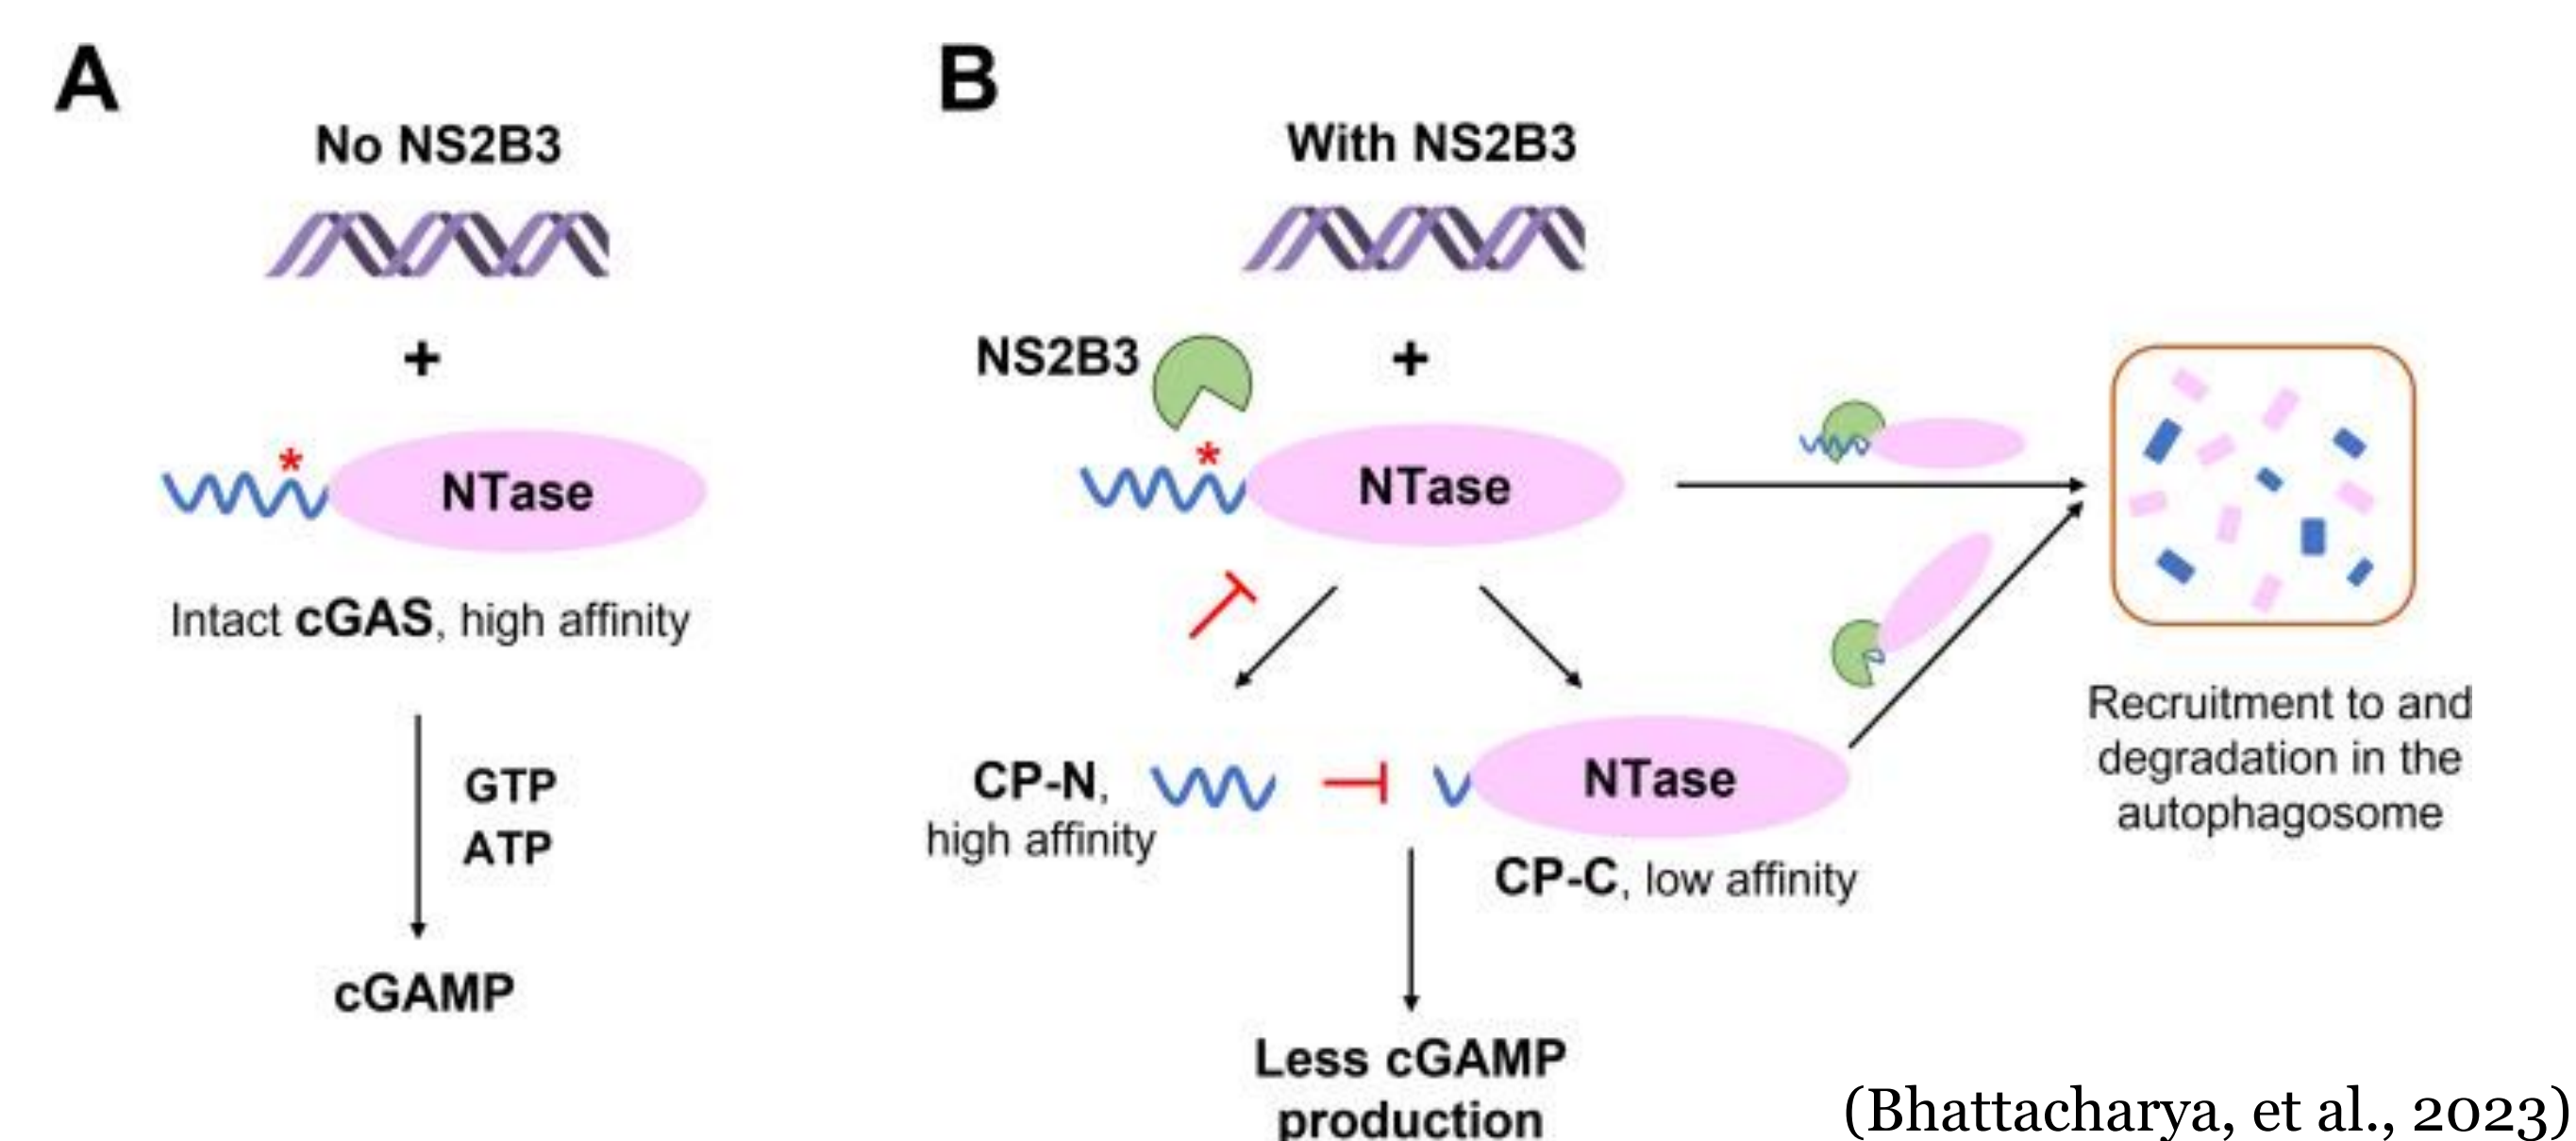 A
No NS2B3
+
*
NTase
Intact cGAS, high affinity
GTP
ATP
cGAMP
B
With NS2B3
NS2B3
+
*
NTase
CP-N,
high affinity
NTase
CP-C, low affinity
Less cGAMP
production
Recruitment to and
degradation in the
autophagosome
(Bhattacharya, et al., 2023)